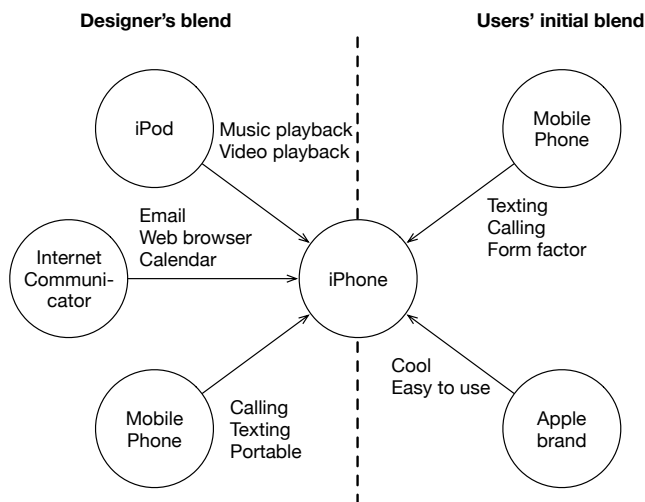 Designer’s blend
Users’ initial blend
iPod
Music playback
Video playback
Mobile
Phone
Email
Web browser
Calendar
Texting
Calling
Form factor
Internet
Communi-
cator
iPhone
Cool
Easy to use
Mobile
Phone
Calling
Texting
Portable
Apple
brand